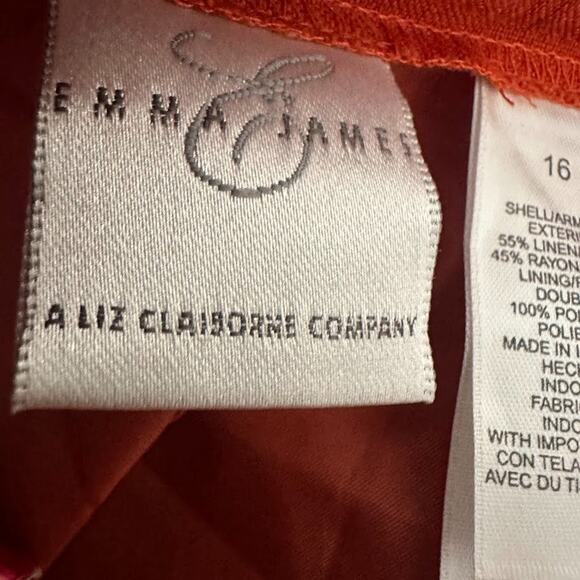 EMMA JAMES
A LIZ CLAIBORNE COMPANY
16
SHELL/ARM
EXTERI
55% LINEN/
45% RAYON
LINING/
DOUB
100% PO
POLIE
MADE IN I
HECH
INDO
FABRI
INDO
WITH IMPO
CON TELA
AVEC DU TI